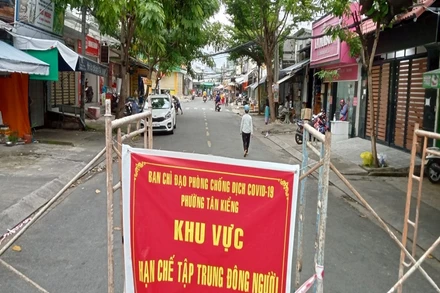 BAN CHỈ ĐẠO PHÒNG CHỐNG DỊCH COVID-19
PHƯỜNG TÂN KIỂNG
KHU VỰC
HẠN CHẾ TẬP TRUNG ĐÔNG NGƯỜI